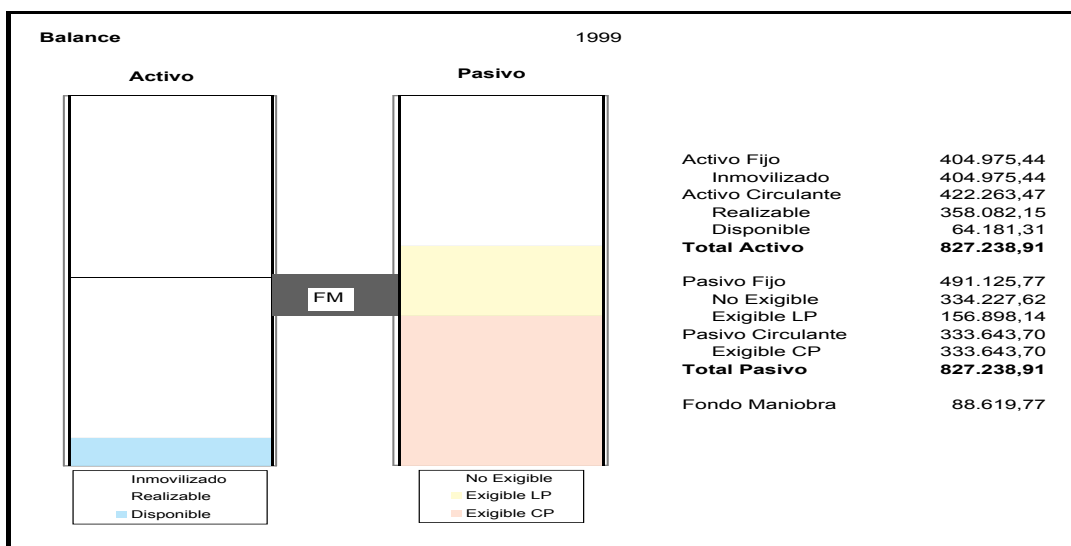 Balance 1999
Activo
Pasivo
FM
Inmovilizado
Realizable
Disponible
No Exigible
Exigible LP
Exigible CP
Activo Fijo 404.975,44
Inmovilizado 404.975,44
Activo Circulante 422.263,47
Realizable 358.082,15
Disponible 64.181,31
Total Activo 827.238,91
Pasivo Fijo 491.125,77
No Exigible 334.227,62
Exigible LP 156.898,14
Pasivo Circulante 333.643,70
Exigible CP 333.643,70
Total Pasivo 827.238,91
Fondo Maniobra 88.619,77